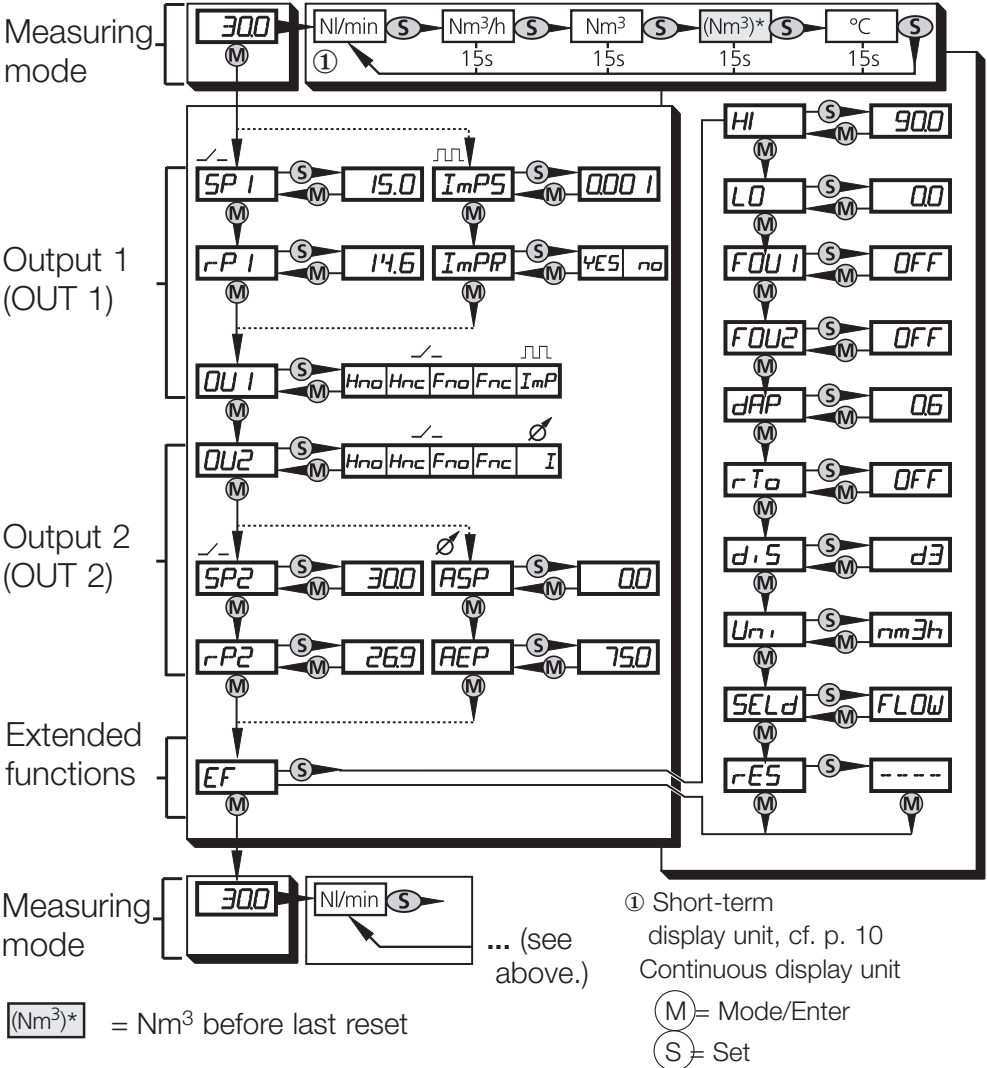 Measuring mode
30.0
M
Nl/min S Nm³/h S Nm³ S (Nm³)* S °C S
① 15s 15s 15s 15s
Output 1
(OUT 1)
SP1 S M 15.0 ImPS S M 0.001
M M
rP1 S M 14.6 ImPR S M YES no
M M
OU1 S M Hno Hnc Fno Fnc ImP
M
Output 2
(OUT 2)
OU2 S M Hno Hnc Fno Fnc I
M
SP2 S M 30.0 ASP S M 0.0
M M
rP2 S M 26.9 AEP S M 75.0
M M
Extended
functions
EF S
M
HI S M 90.0
M
LO S M 0.0
M
FOU1 S M OFF
M
FOU2 S M OFF
M
dAP S M 0.6
M
rTo S M OFF
M
diS S M d3
M
Uni S M nm3h
M
SELd S M FLOW
M
rES S ----
M M
Measuring
mode
30.0 Nl/min S
... (see
above.)
① Short-term
display unit, cf. p. 10
Continuous display unit
M = Mode/Enter
S = Set
(Nm³)* = Nm³ before last reset